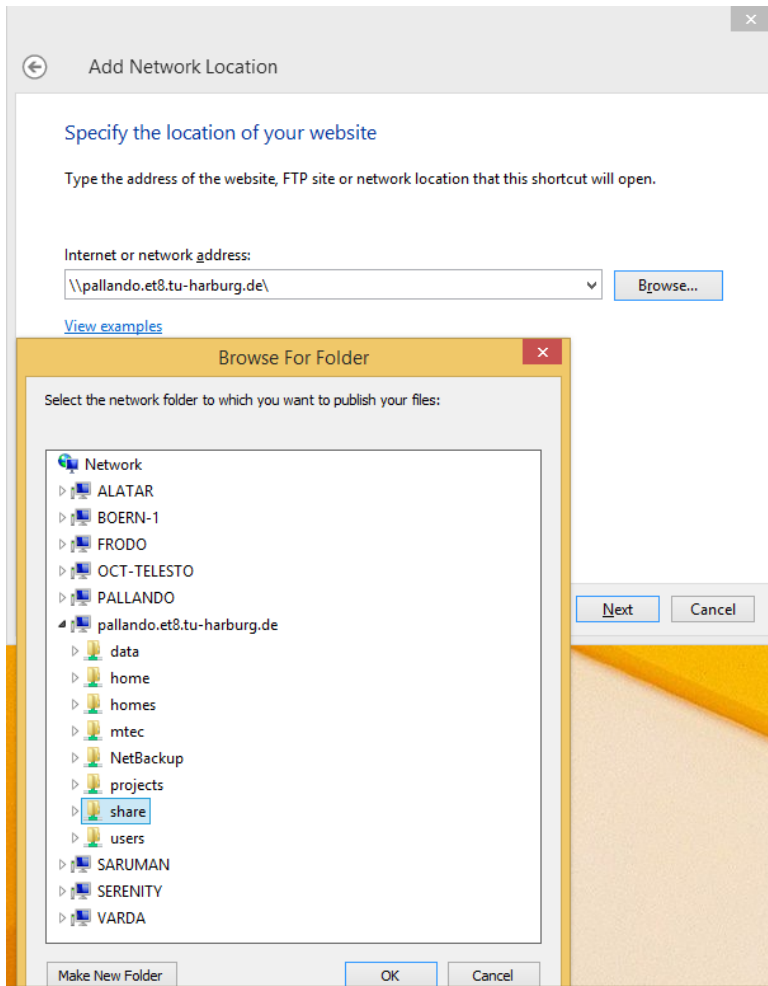 Add Network Location
Specify the location of your website
Type the address of the website, FTP site or network location that this shortcut will open.
Internet or network address:
\\pallando.et8.tu-harburg.de\
Browse...
View examples
Browse For Folder
Select the network folder to which you want to publish your files:
Network
ALATAR
BOERN-1
FRODO
OCT-TELESTO
PALLANDO
pallando.et8.tu-harburg.de
data
home
homes
mtec
NetBackup
projects
share
users
SARUMAN
SERENITY
VARDA
Next
Cancel
Make New Folder
OK
Cancel